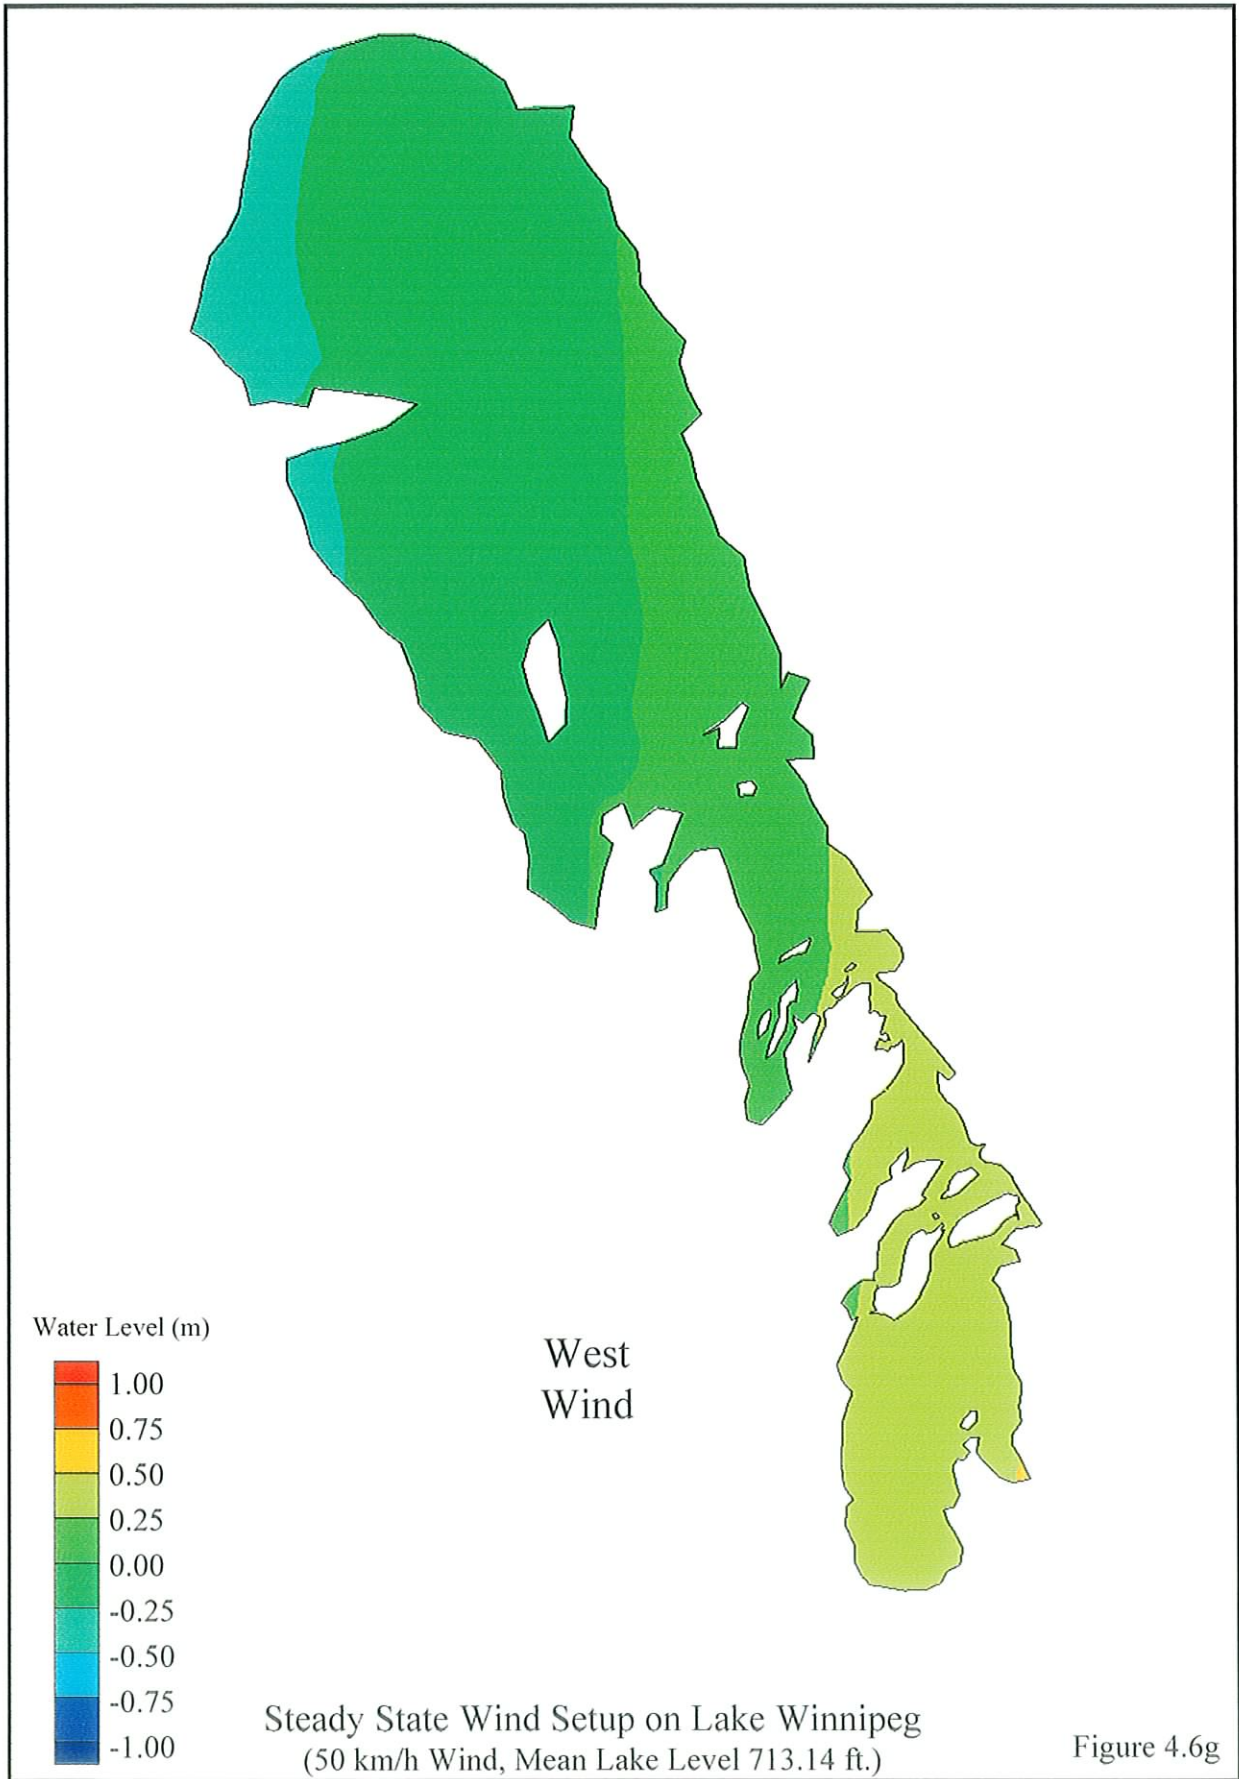 Water Level (m)
1.00
0.75
0.50
0.25
0.00
-0.25
-0.50
-0.75
-1.00
West
Wind
Steady State Wind Setup on Lake Winnipeg
(50 km/h Wind, Mean Lake Level 713.14 ft.)
Figure 4.6g